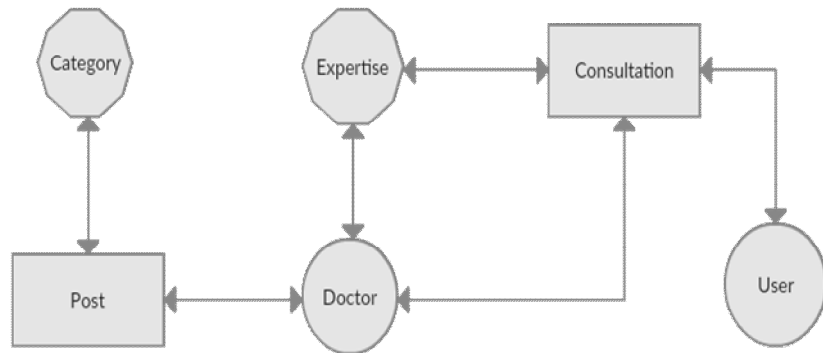 Category
Expertise
Consultation
Post
Doctor
User